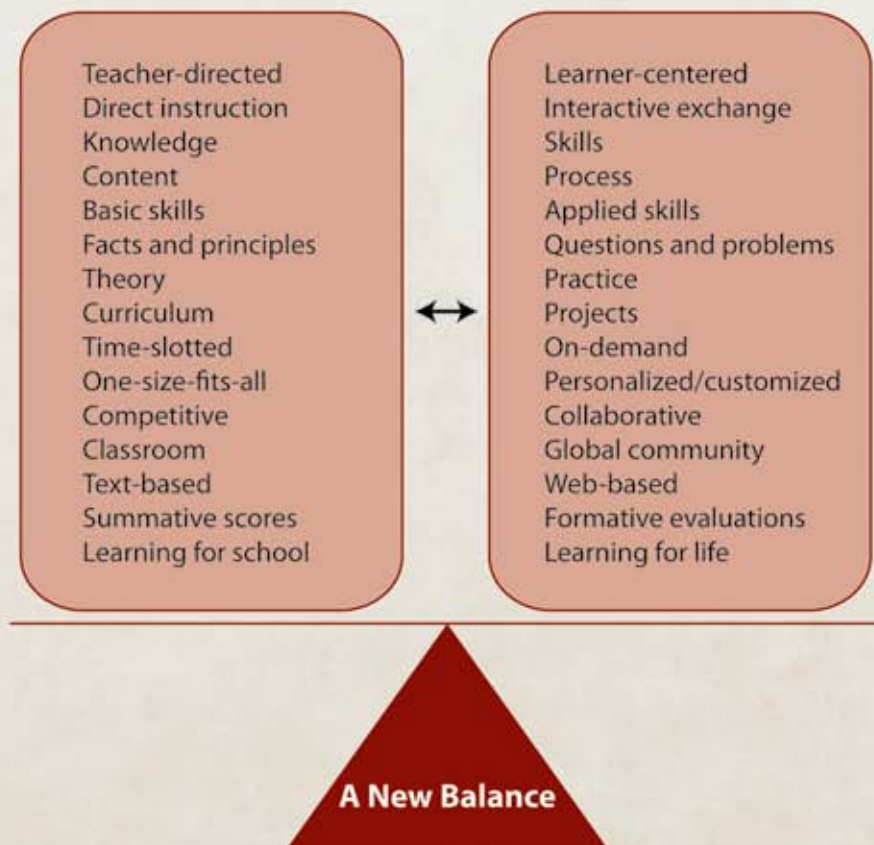 Teacher-directed
Direct instruction
Knowledge
Content
Basic skills
Facts and principles
Theory
Curriculum
Time-slotted
One-size-fits-all
Competitive
Classroom
Text-based
Summative scores
Learning for school
Learner-centered
Interactive exchange
Skills
Process
Applied skills
Questions and problems
Practice
Projects
On-demand
Personalized/customized
Collaborative
Global community
Web-based
Formative evaluations
Learning for life
A New Balance